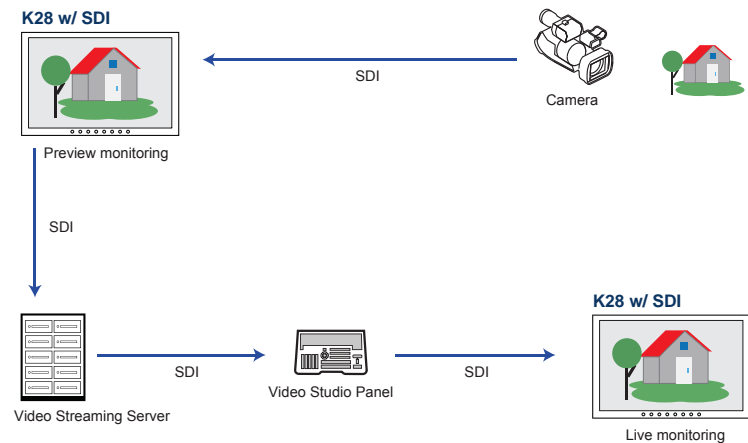 K28 w/ SDI
SDI
Camera
Preview monitoring
SDI
K28 w/ SDI
SDI
Video Studio Panel
SDI
Video Streaming Server
Live monitoring